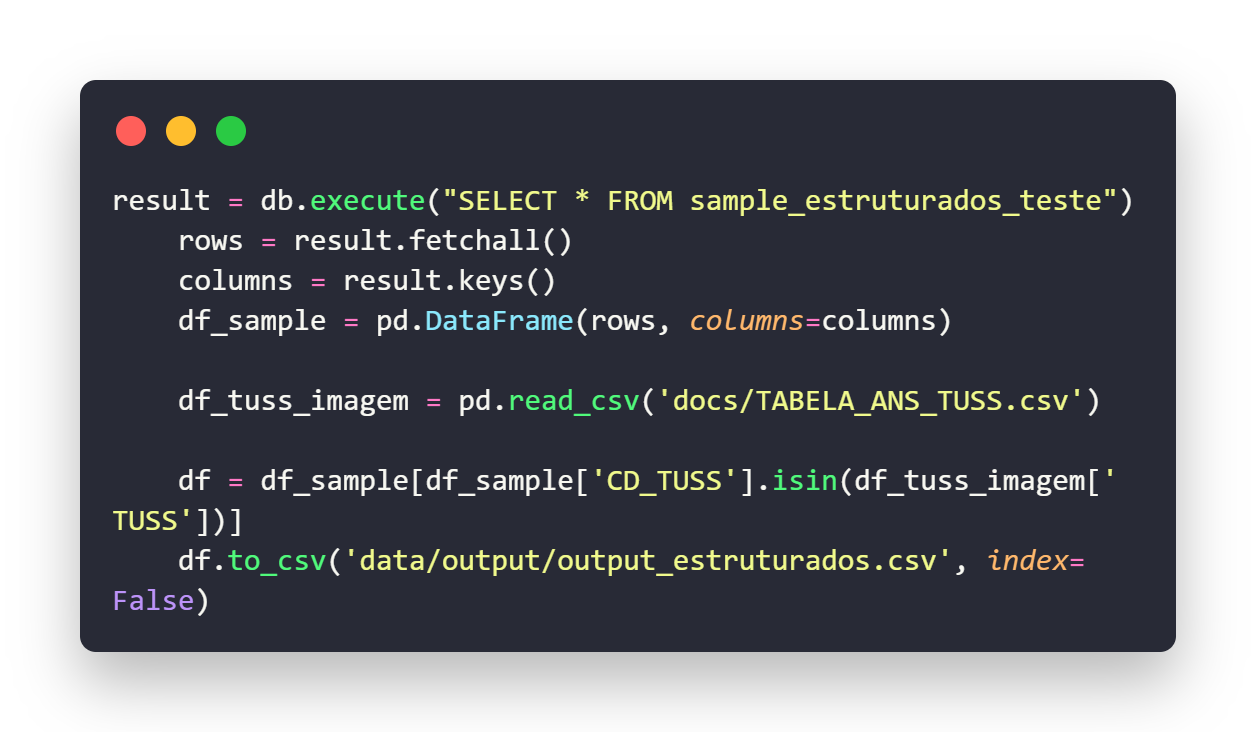 result = db.execute("SELECT * FROM sample_estruturados_teste")
    rows = result.fetchall()
    columns = result.keys()
    df_sample = pd.DataFrame(rows, columns=columns)

    df_tuss_imagem = pd.read_csv('docs/TABELA_ANS_TUSS.csv')

    df = df_sample[df_sample['CD_TUSS'].isin(df_tuss_imagem['
TUSS'])]
    df.to_csv('data/output/output_estruturados.csv', index=
False)